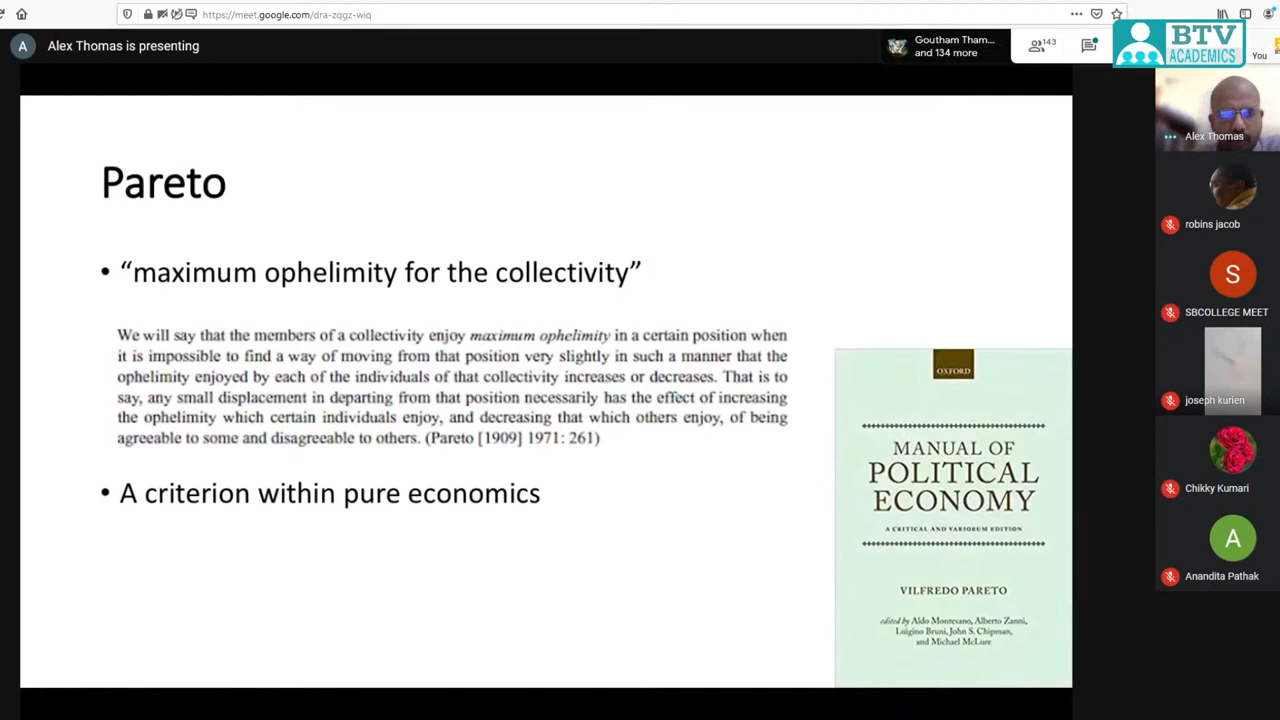 https://meet.google.com/dra-zqgz-wiq
A
Alex Thomas is presenting
Goutham Tham...
and 134 more
143
BTV
ACADEMICS
You
Alex Thomas
robins jacob
S
SBCOLLEGE MEET
joseph kurien
Chikky Kumari
A
Anandita Pathak
Pareto
• “maximum ophelimity for the collectivity”
We will say that the members of a collectivity enjoy maximum ophelimity in a certain position when
it is impossible to find a way of moving from that position very slightly in such a manner that the
ophelimity enjoyed by each of the individuals of that collectivity increases or decreases. That is to
say, any small displacement in departing from that position necessarily has the effect of increasing
the ophelimity which certain individuals enjoy, and decreasing that which others enjoy, of being
agreeable to some and disagreeable to others. (Pareto [1909] 1971: 261)
• A criterion within pure economics
OXFORD
MANUAL OF
POLITICAL
ECONOMY
A CRITICAL AND VARIORUM EDITION
VILFREDO PARETO
edited by Aldo Montesano, Alberto Zanni,
Luigino Bruni, John S. Chipman,
and Michael McLure